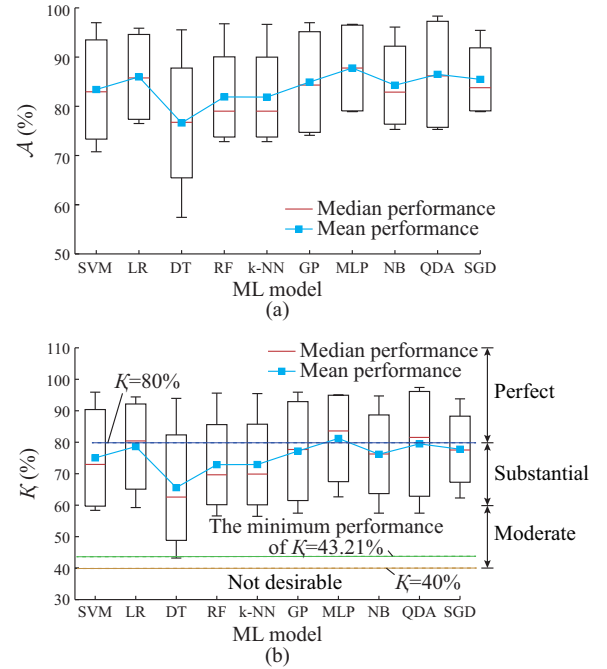 100
90
80
70
60
50
A (%)
Median performance
Mean performance
SVM LR DT RF k-NN GP MLP NB QDA SGD
ML model
(a)
110
100
90
80
70
60
50
40
30
K (%)
Median performance
Mean performance
K=80%
Perfect
Substantial
Moderate
The minimum performance
of K=43.21%
Not desirable
K=40%
SVM LR DT RF k-NN GP MLP NB QDA SGD
ML model
(b)